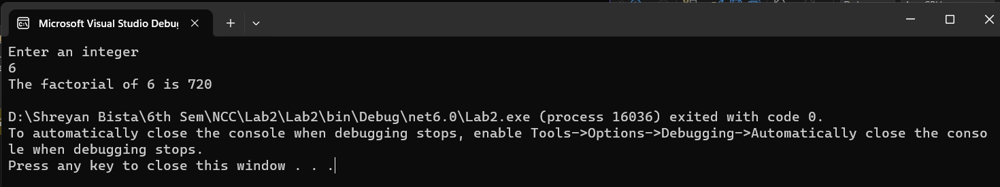 Microsoft Visual Studio Debu
Enter an integer
6
The factorial of 6 is 720
D:\Shreyan Bista\6th Sem\NCC\Lab2\Lab2\bin\Debug\net6.0\Lab2.exe (process 16036) exited with code 0.
To automatically close the console when debugging stops, enable Tools->Options->Debugging->Automatically close the conso
le when debugging stops.
Press any key to close this window . . .